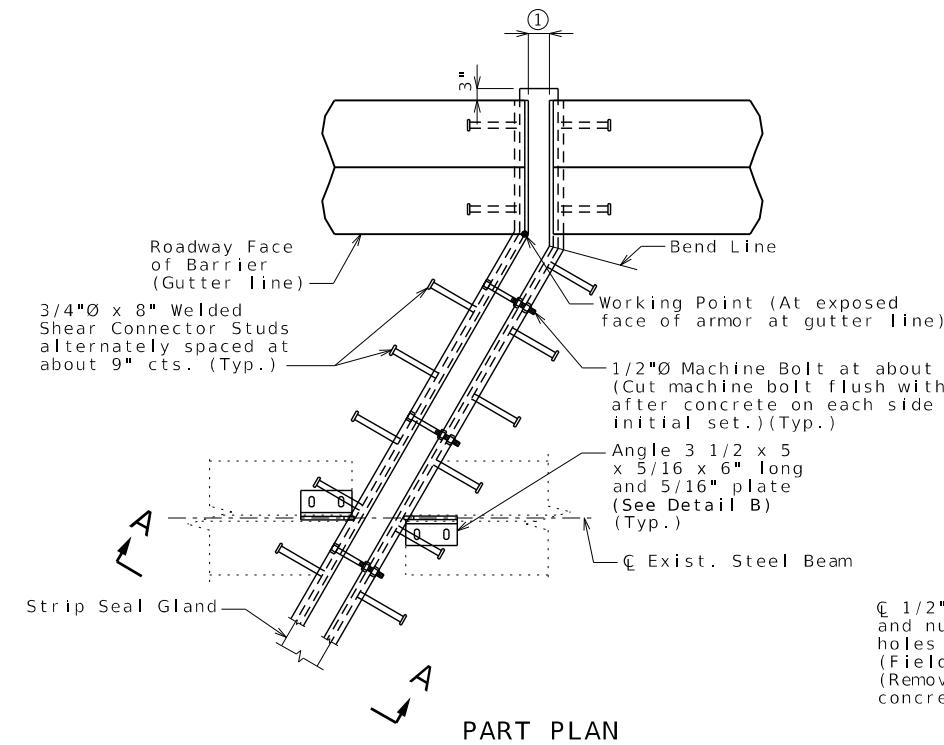 ①
3"
Roadway Face
of Barrier
(Gutter line)
Bend Line
3/4"Ø x 8" Welded
Shear Connector Studs
alternately spaced at
about 9" cts. (Typ.)
Working Point (At exposed
face of armor at gutter line)
1/2"Ø Machine Bolt at about
(Cut machine bolt flush with
after concrete on each side
initial set.)(Typ.)
Angle 3 1/2 x 5
x 5/16 x 6" long
and 5/16" plate
(See Detail B)
(Typ.)
A
℄ Exist. Steel Beam
Strip Seal Gland
A
℄ 1/2"
and nu
holes
(Field
(Remov
concre
PART PLAN